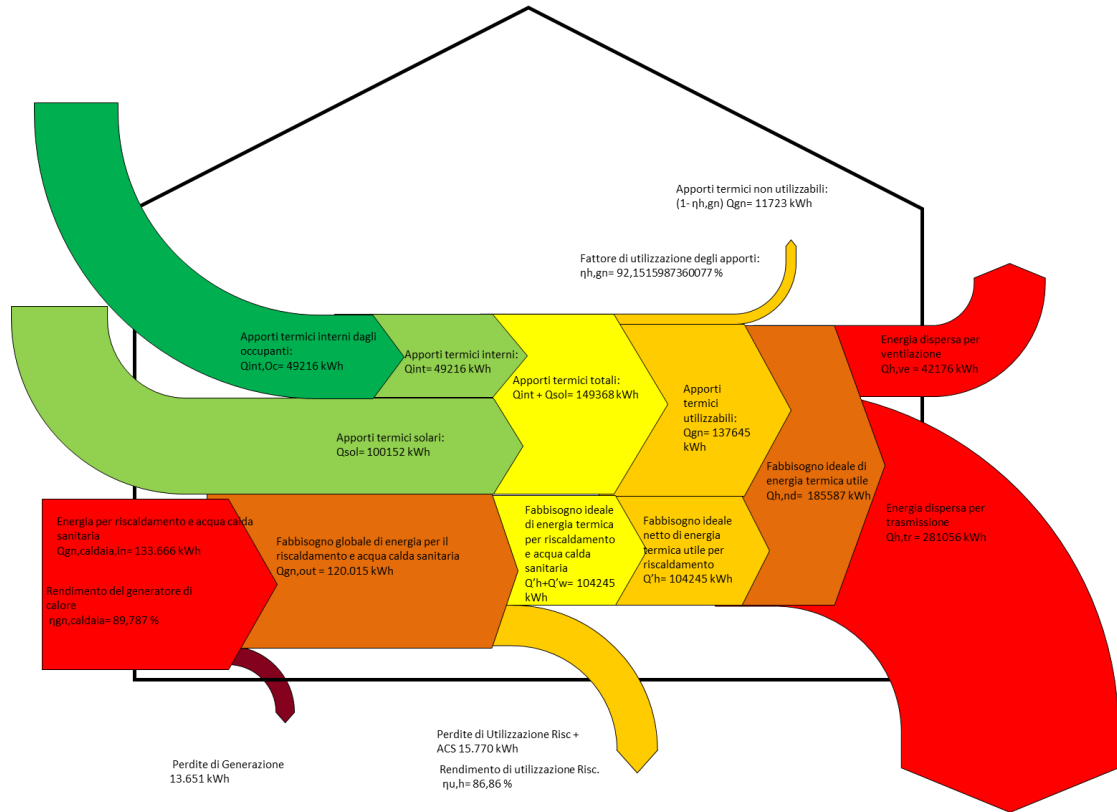 Apporti termici non utilizzabili:
(1- ηh,gn) Qgn= 11723 kWh
Fattore di utilizzazione degli apporti:
ηh,gn= 92,1515987360077 %
Apporti termici interni dagli
occupanti:
Qint,Oc= 49216 kWh
Apporti termici interni:
Qint= 49216 kWh
Apporti termici totali:
Qint + Qsol= 149368 kWh
Apporti
termici
utilizzabili:
Qgn= 137645
kWh
Energia dispersa per
ventilazione
Qh,ve = 42176 kWh
Apporti termici solari:
Qsol= 100152 kWh
Fabbisogno ideale di
energia termica utile
Qh,nd= 185587 kWh
Energia dispersa per
trasmissione
Qh,tr = 281056 kWh
Energia per riscaldamento e acqua calda
sanitaria
Qgn,caldaia,in= 133.666 kWh
Rendimento del generatore di
calore
ηgn,caldaia= 89,787 %
Fabbisogno globale di energia per il
riscaldamento e acqua calda sanitaria
Qgn,out = 120.015 kWh
Fabbisogno ideale
di energia termica
per riscaldamento
e acqua calda
sanitaria
Q'h+Q'w= 104245
kWh
Fabbisogno ideale
netto di energia
termica utile per
riscaldamento
Q'h= 104245 kWh
Perdite di Generazione
13.651 kWh
Perdite di Utilizzazione Risc +
ACS 15.770 kWh
Rendimento di utilizzazione Risc.
ηu,h= 86,86 %